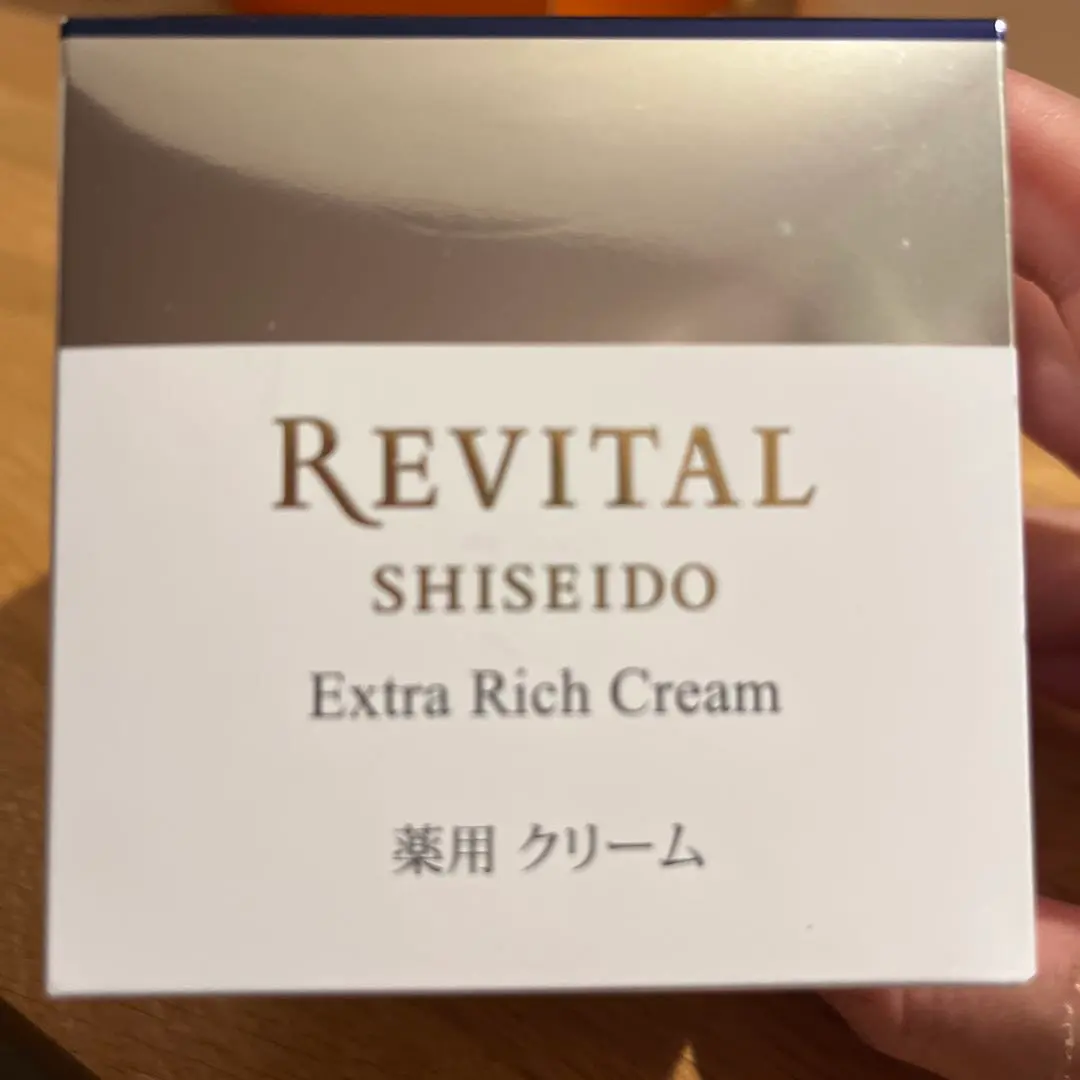 REVITAL
SHISEIDO
Extra Rich Cream
薬用 クリーム